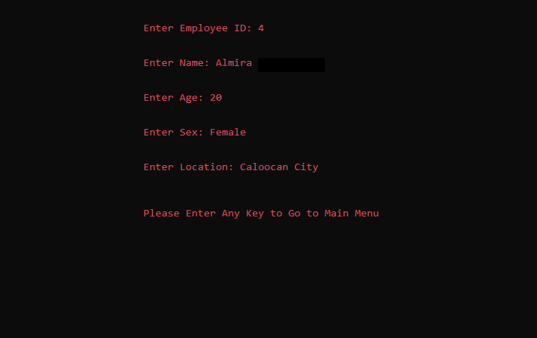 Enter Employee ID: 4
Enter Name: Almira
Enter Age: 20
Enter Sex: Female
Enter Location: Caloocan City
Please Enter Any Key to Go to Main Menu